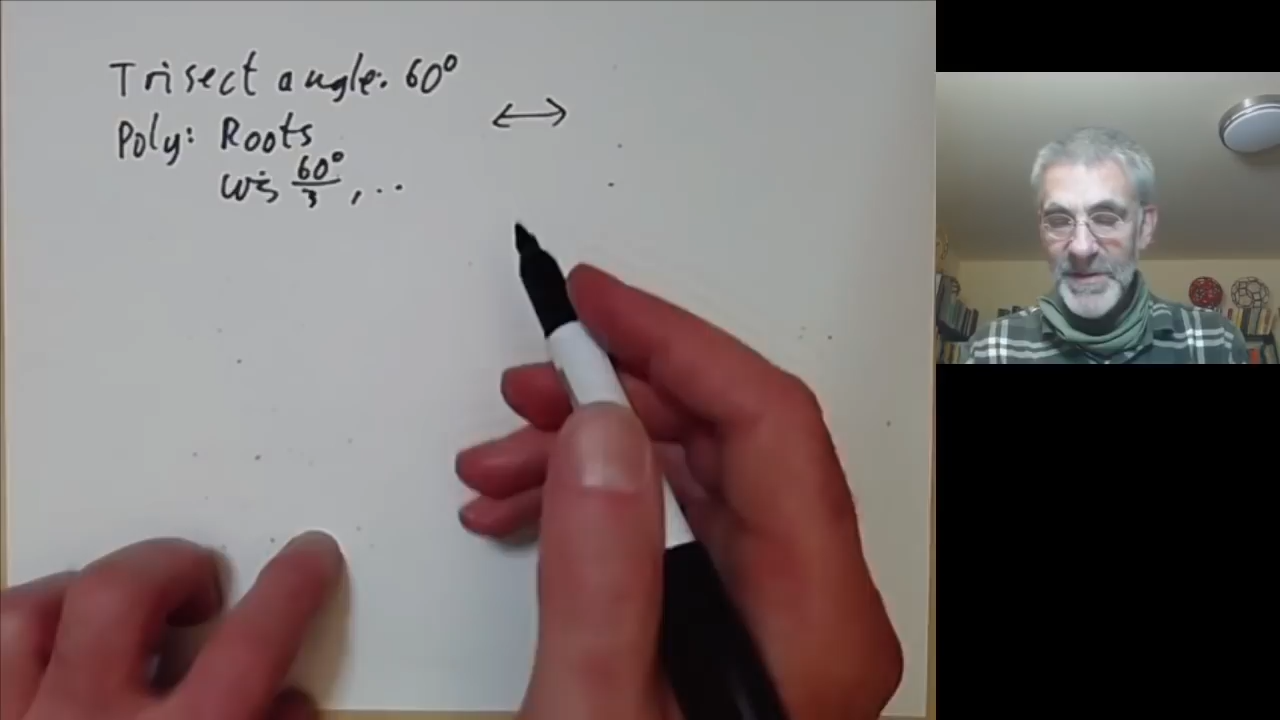 Trisect angle. 60°
Poly: Roots ↔
cos 60°/3 , ..